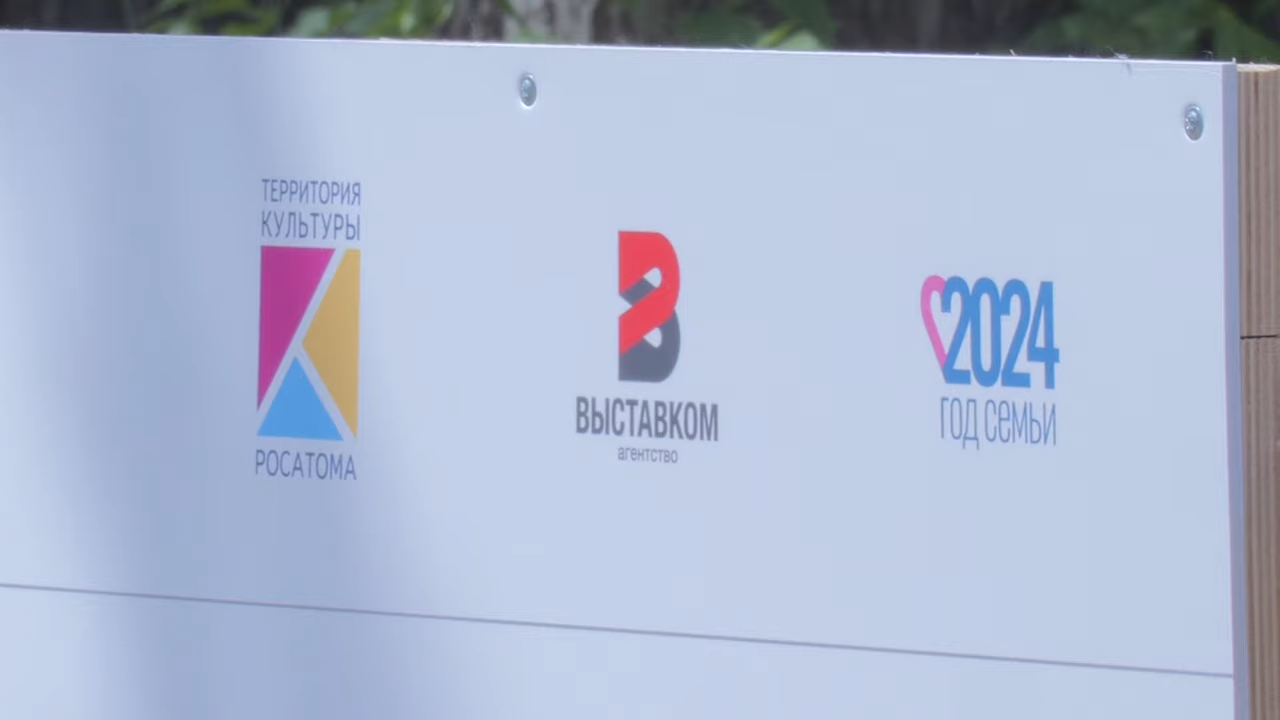 ТЕРРИТОРИЯ
КУЛЬТУРЫ
РОСАТОМА
ВЫСТАВКОМ
агентство
2024
ГОД СЕМЬИ